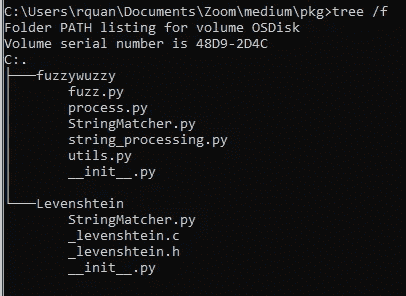 C:\Users\rquan\Documents\Zoom\medium\pkg>tree /f
Folder PATH listing for volume OSDisk
Volume serial number is 48D9-2D4C
C:.
├───fuzzywuzzy
│       fuzz.py
│       process.py
│       StringMatcher.py
│       string_processing.py
│       utils.py
│       __init__.py
│
└───Levenshtein
        StringMatcher.py
        _levenshtein.c
        _levenshtein.h
        __init__.py